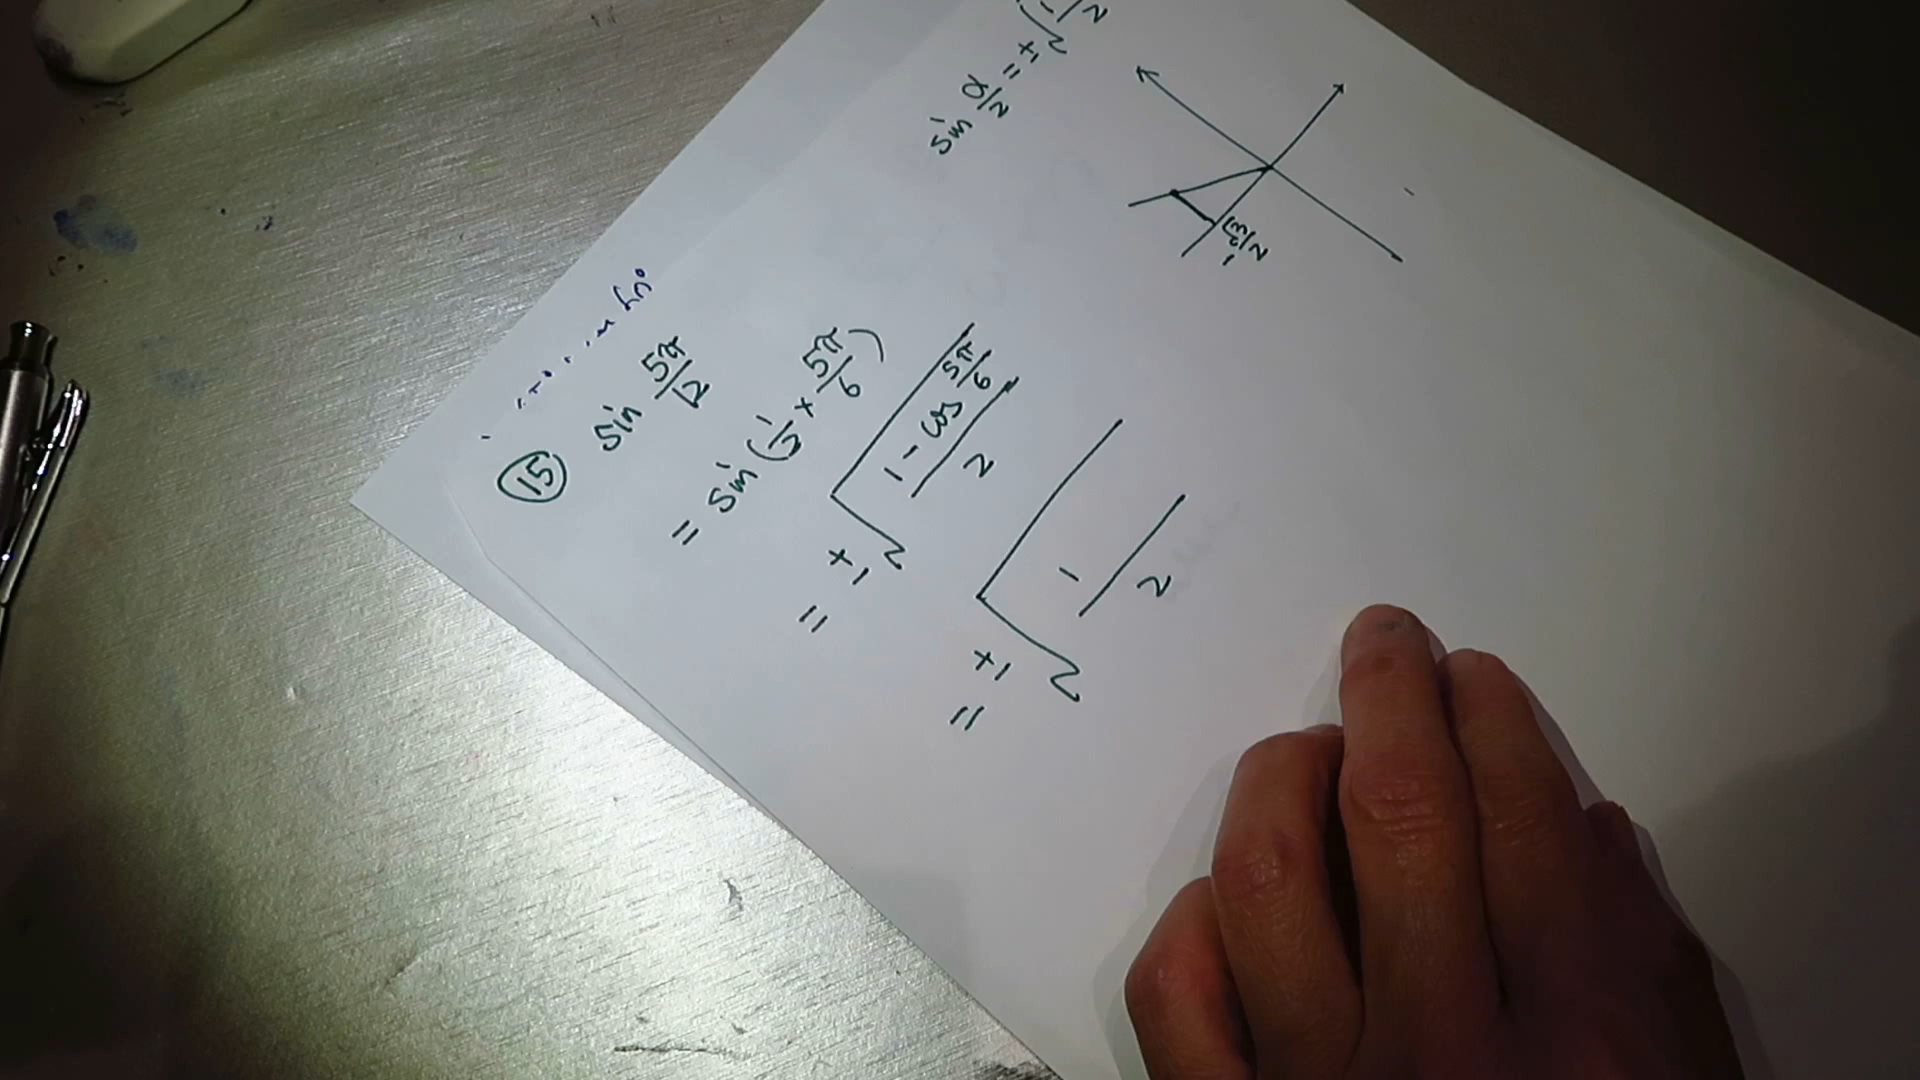 sin α/2 = ± √(1 -
2
-√3/2
(15) sin 5π/12
= sin (1/2 × 5π/6)
= ± √((1 - cos 5π/6)/2)
= ± √((1)/2)